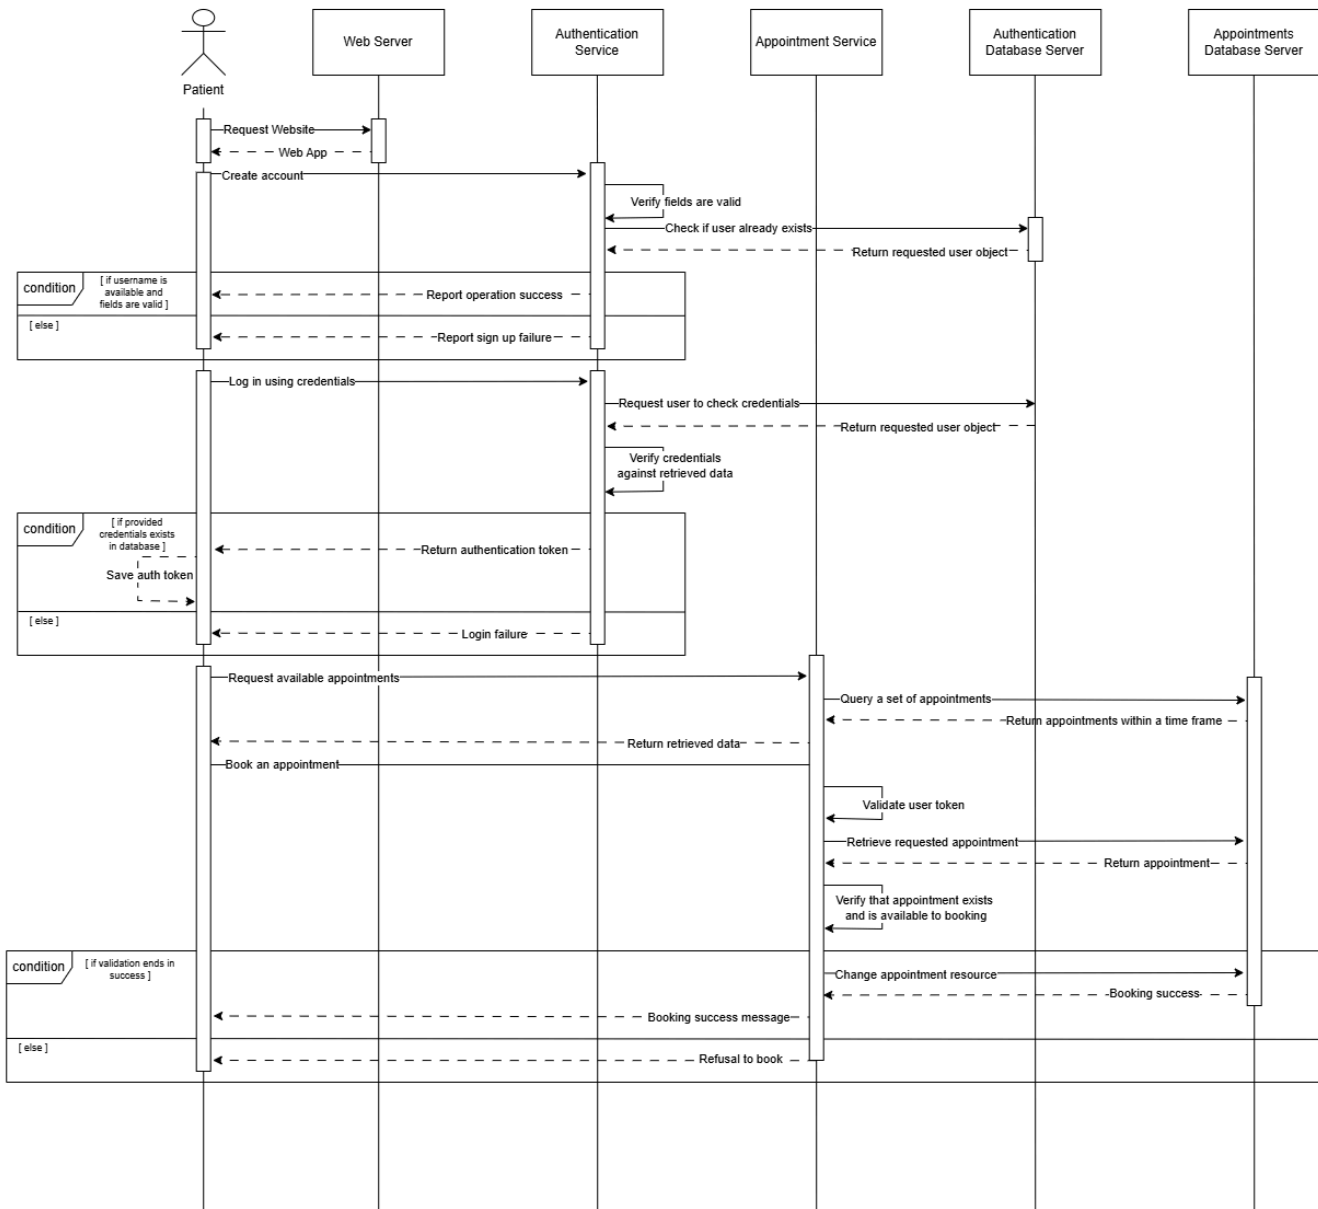 Patient
Web Server
Authentication
Service
Appointment Service
Authentication
Database Server
Appointments
Database Server
Request Website
Web App
Create account
Verify fields are valid
Check if user already exists
Return requested user object
condition
[ if username is
available and
fields are valid ]
Report operation success
[ else ]
Report sign up failure
Log in using credentials
Request user to check credentials
Return requested user object
Verify credentials
against retrieved data
condition
[ if provided
credentials exists
in database ]
Return authentication token
Save auth token
[ else ]
Login failure
Request available appointments
Query a set of appointments
Return appointments within a time frame
Return retrieved data
Book an appointment
Validate user token
Retrieve requested appointment
Return appointment
Verify that appointment exists
and is available to booking
condition
[ if validation ends in
success ]
Change appointment resource
Booking success
Booking success message
[ else ]
Refusal to book